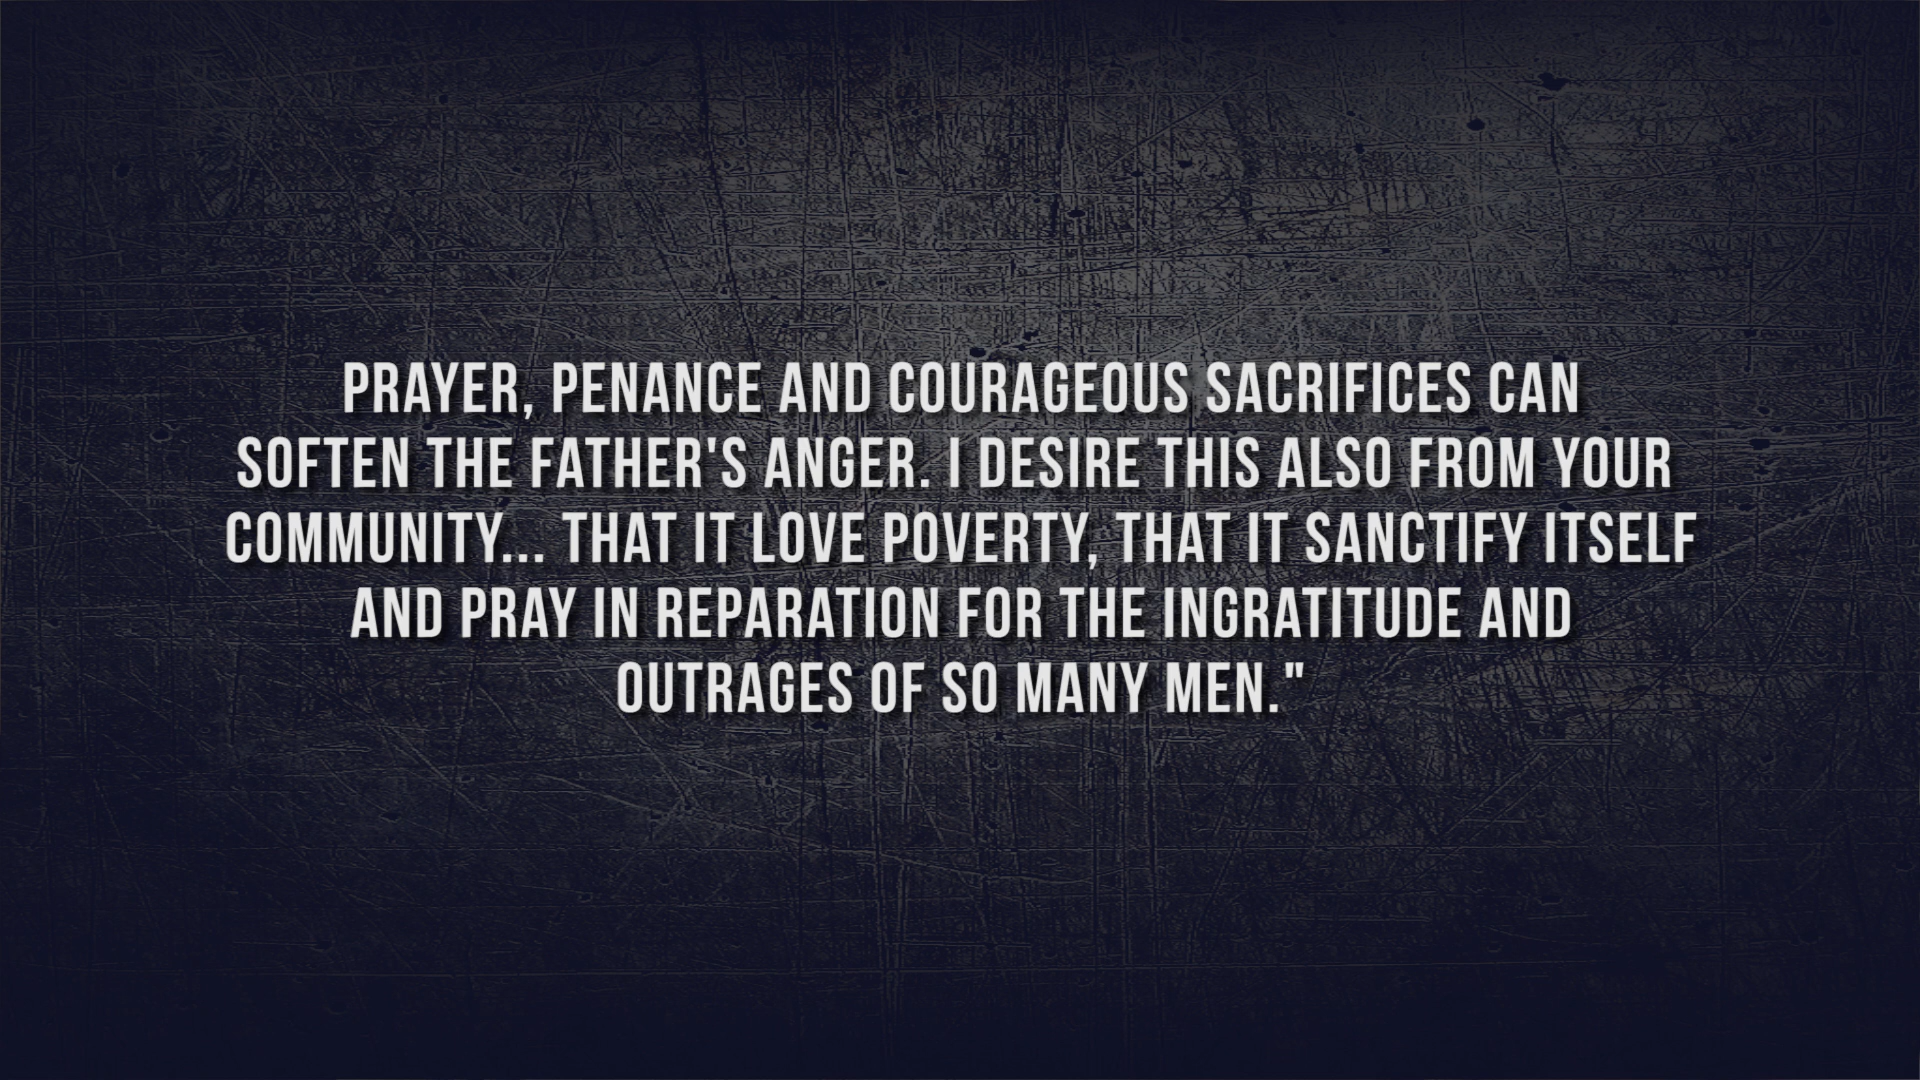 PRAYER, PENANCE AND COURAGEOUS SACRIFICES CAN
SOFTEN THE FATHER'S ANGER. I DESIRE THIS ALSO FROM YOUR
COMMUNITY... THAT IT LOVE POVERTY, THAT IT SANCTIFY ITSELF
AND PRAY IN REPARATION FOR THE INGRATITUDE AND
OUTRAGES OF SO MANY MEN."